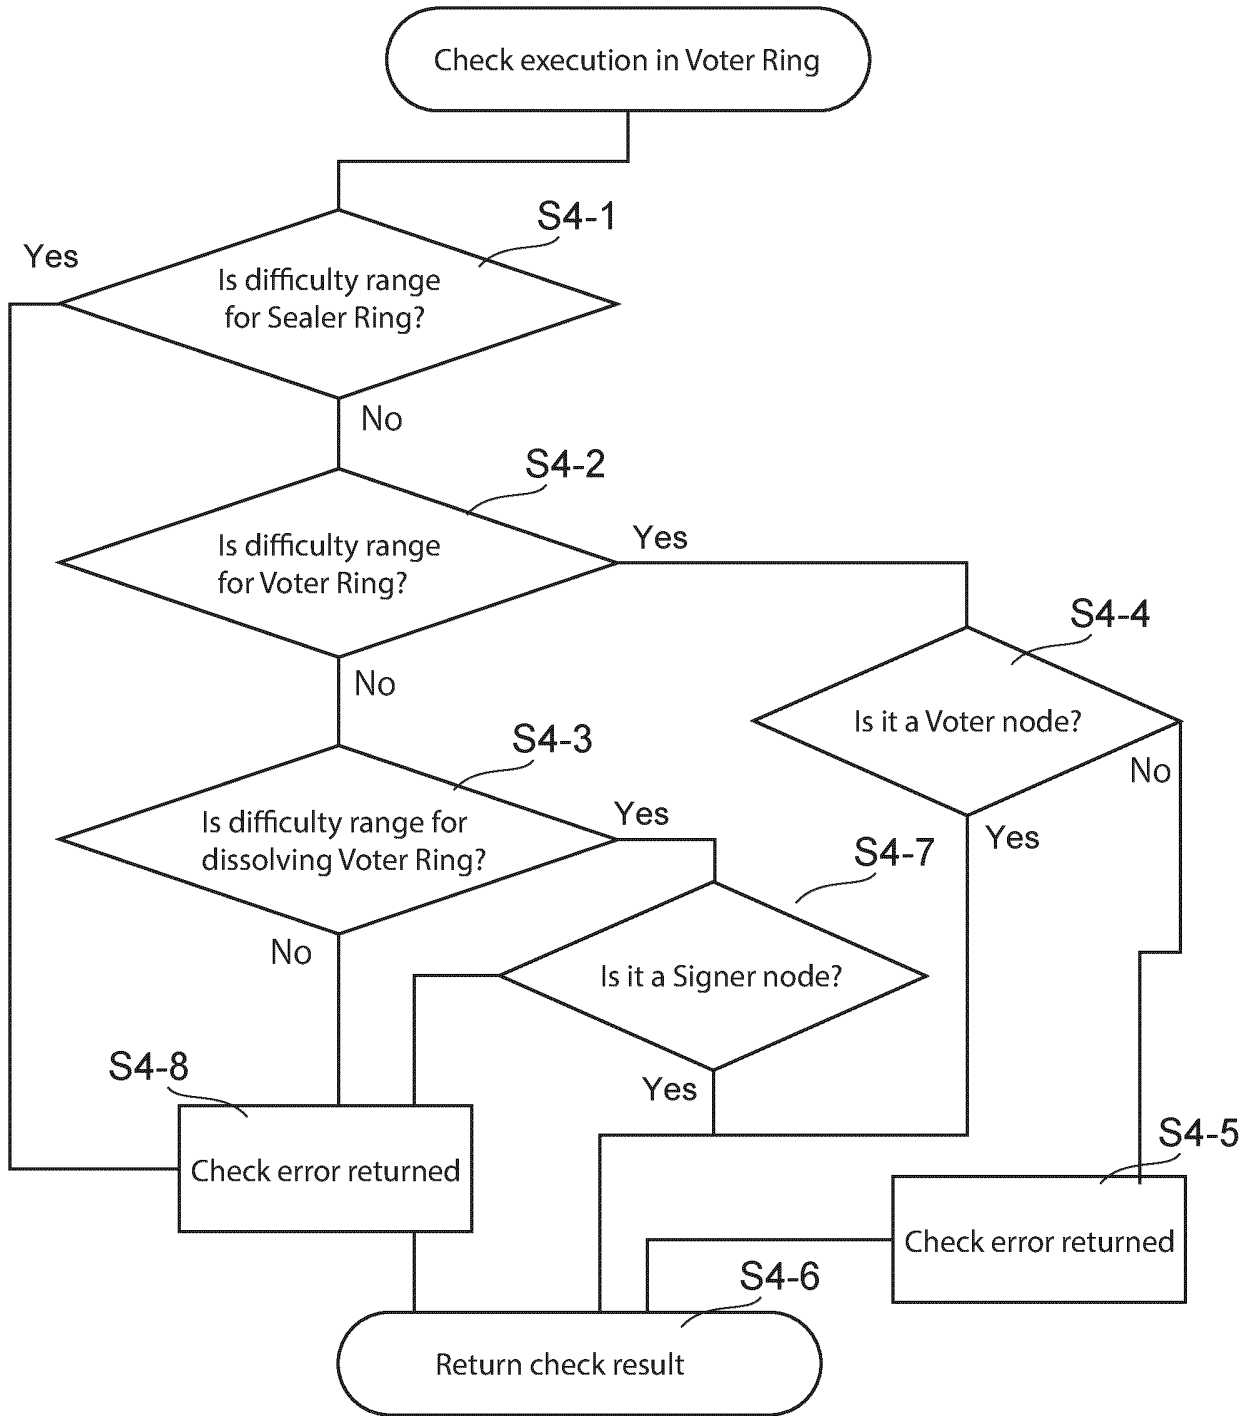 Check execution in Voter Ring
S4-1
Yes
Is difficulty range
for Sealer Ring?
No
S4-2
Yes
Is difficulty range
for Voter Ring?
S4-4
No
Is it a Voter node?
S4-3
No
Yes
Is difficulty range for
dissolving Voter Ring?
Yes
S4-7
No
Is it a Signer node?
S4-8
Yes
S4-5
Check error returned
Check error returned
S4-6
Return check result